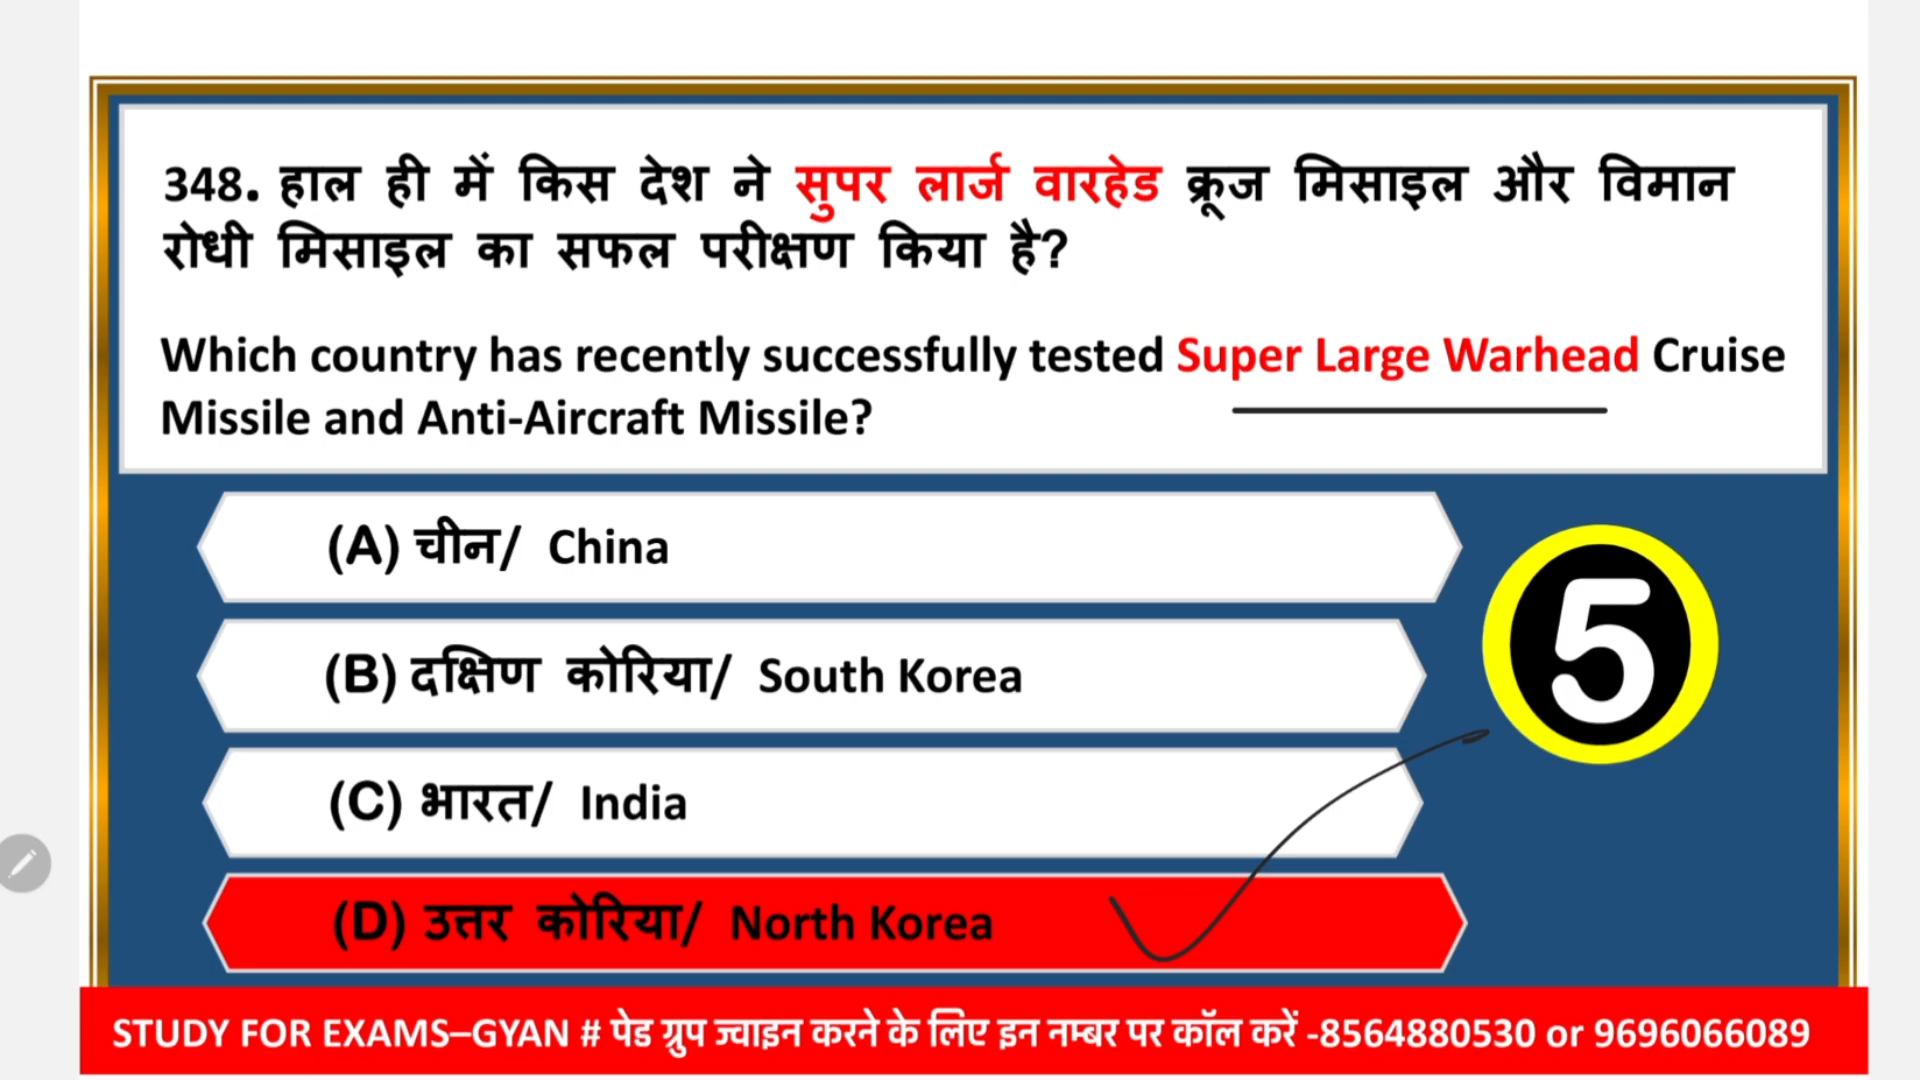 348. हाल ही में किस देश ने सुपर लार्ज वारहेड क्रूज मिसाइल और विमान
रोधी मिसाइल का सफल परीक्षण किया है?
Which country has recently successfully tested Super Large Warhead Cruise
Missile and Anti-Aircraft Missile?
(A) चीन/ China
(B) दक्षिण कोरिया/ South Korea
5
(C) भारत/ India
(D) उत्तर कोरिया/ North Korea
STUDY FOR EXAMS–GYAN # पेड ग्रुप ज्वाइन करने के लिए इन नम्बर पर कॉल करें -8564880530 or 9696066089